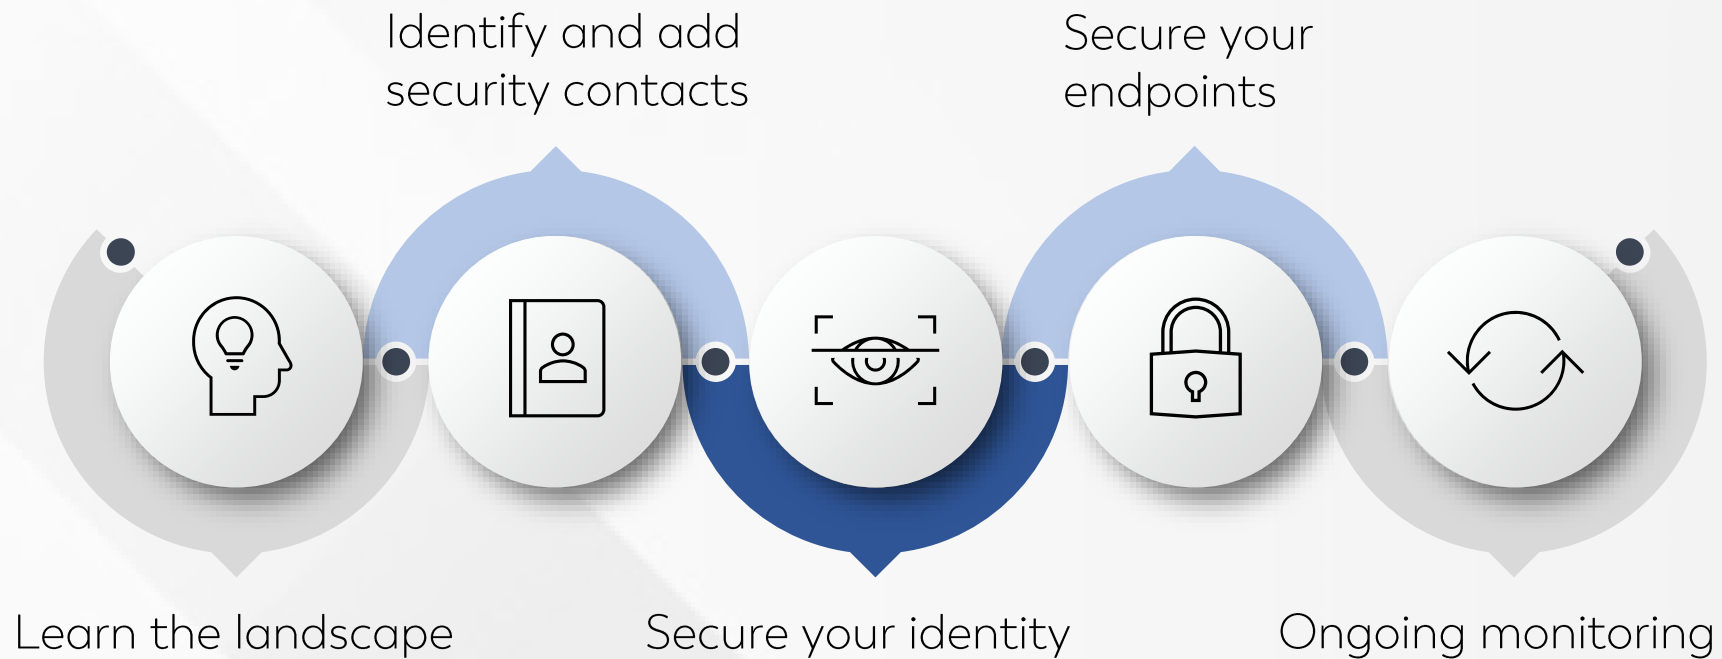 Identify and add
security contacts
Secure your
endpoints
Learn the landscape
Secure your identity
Ongoing monitoring